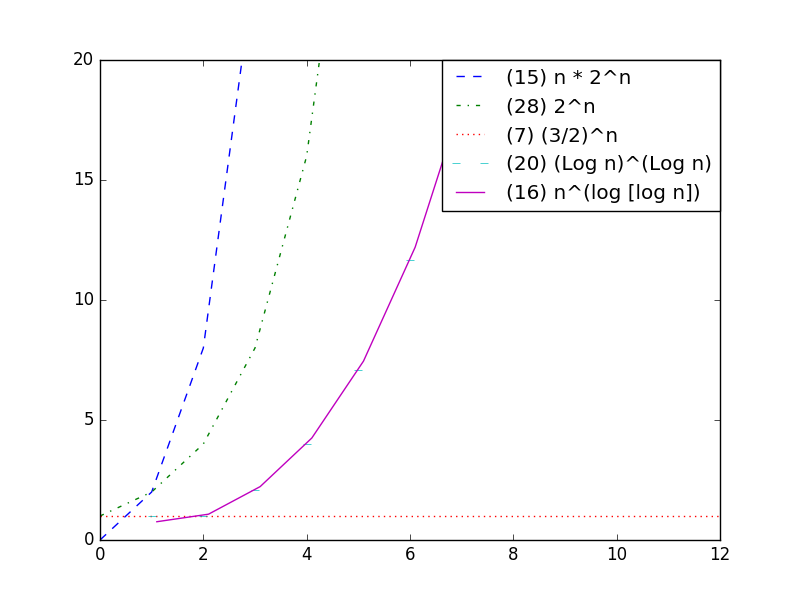 20
15
10
5
0
0 2 4 6 8 10 12
(15) n * 2^n
(28) 2^n
(7) (3/2)^n
(20) (Log n)^(Log n)
(16) n^(log [log n])